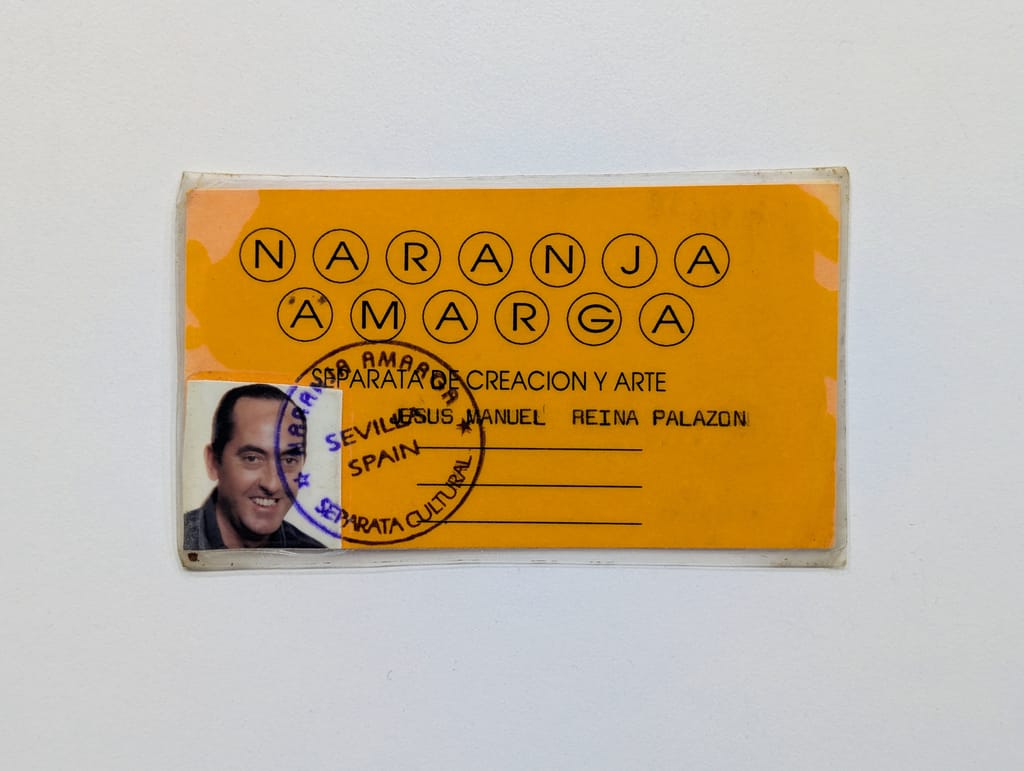 NARANJA
AMARGA
SEPARATA DE CREACION Y ARTE
JESUS MANUEL REINA PALAZON
NARANJA AMARGA
SEVILLA
SPAIN
SEPARATA CULTURAL